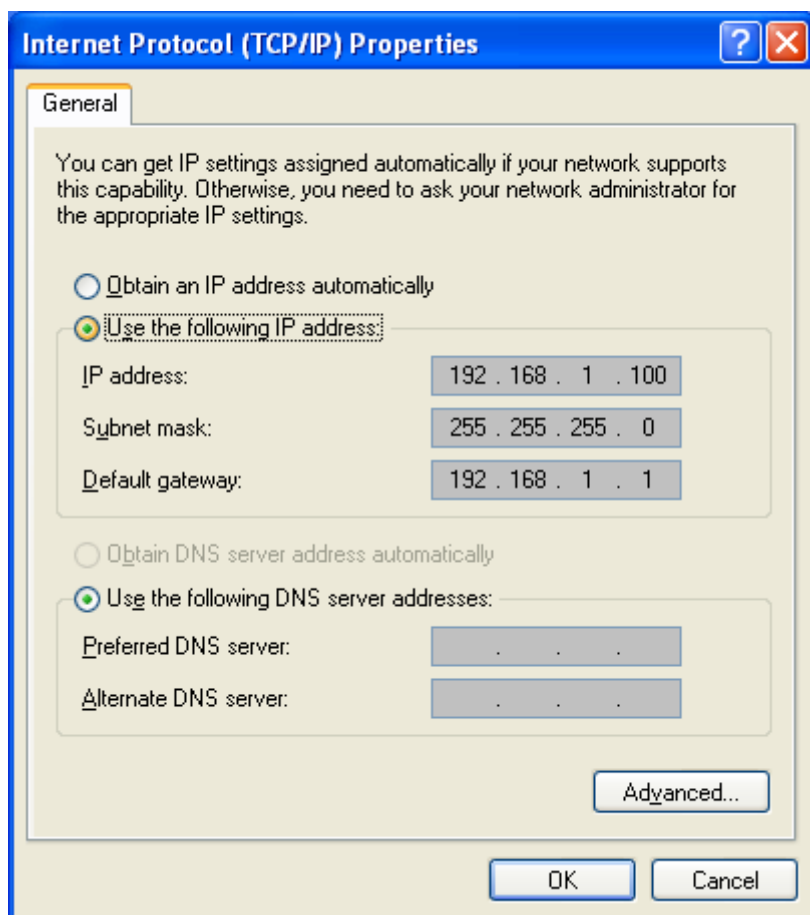 Internet Protocol (TCP/IP) Properties
General
You can get IP settings assigned automatically if your network supports
this capability. Otherwise, you need to ask your network administrator for
the appropriate IP settings.
Obtain an IP address automatically
Use the following IP address:
IP address: 192 . 168 . 1 . 100
Subnet mask: 255 . 255 . 255 . 0
Default gateway: 192 . 168 . 1 . 1
Obtain DNS server address automatically
Use the following DNS server addresses:
Preferred DNS server: . . .
Alternate DNS server: . . .
Advanced...
OK Cancel